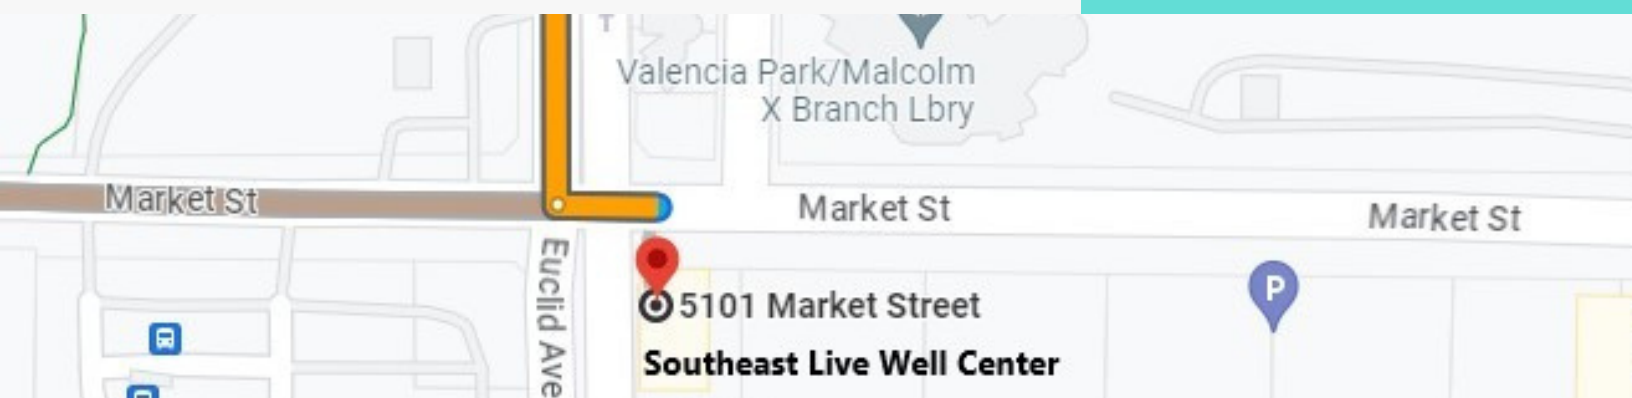 T
Valencia Park/Malcolm
X Branch Lbry
Market St
Market St
Market St
Euclid Ave
P
5101 Market Street
Southeast Live Well Center